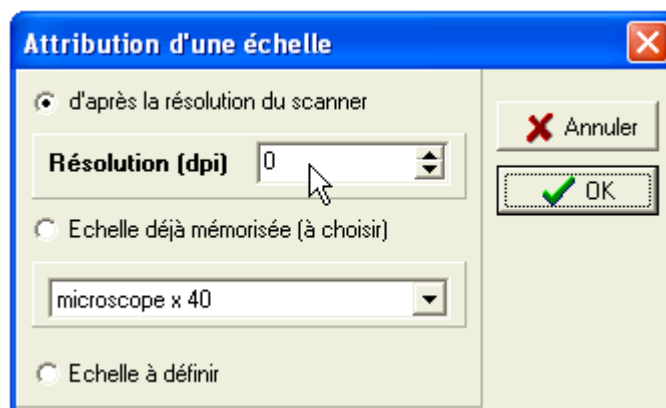 Attribution d'une échelle
d'après la résolution du scanner
Résolution (dpi) 0
Echelle déjà mémorisée (à choisir)
microscope x 40
Echelle à définir
Annuler
OK